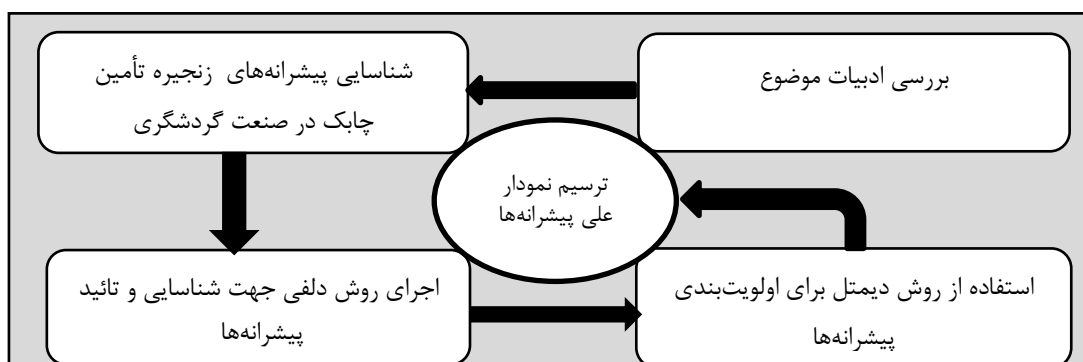 بررسی ادبیات موضوع
شناسایی پیشرانه‌های زنجیره تأمین
چابک در صنعت گردشگری
ترسیم نمودار
علی پیشرانه‌ها
اجرای روش دلفی جهت شناسایی و تائید
پیشرانه‌ها
استفاده از روش دیمتل برای اولویت‌بندی
پیشرانه‌ها